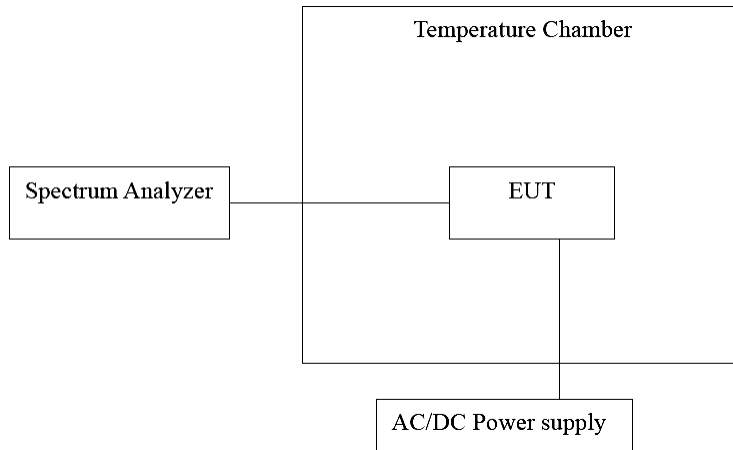 Temperature Chamber
Spectrum Analyzer
EUT
AC/DC Power supply